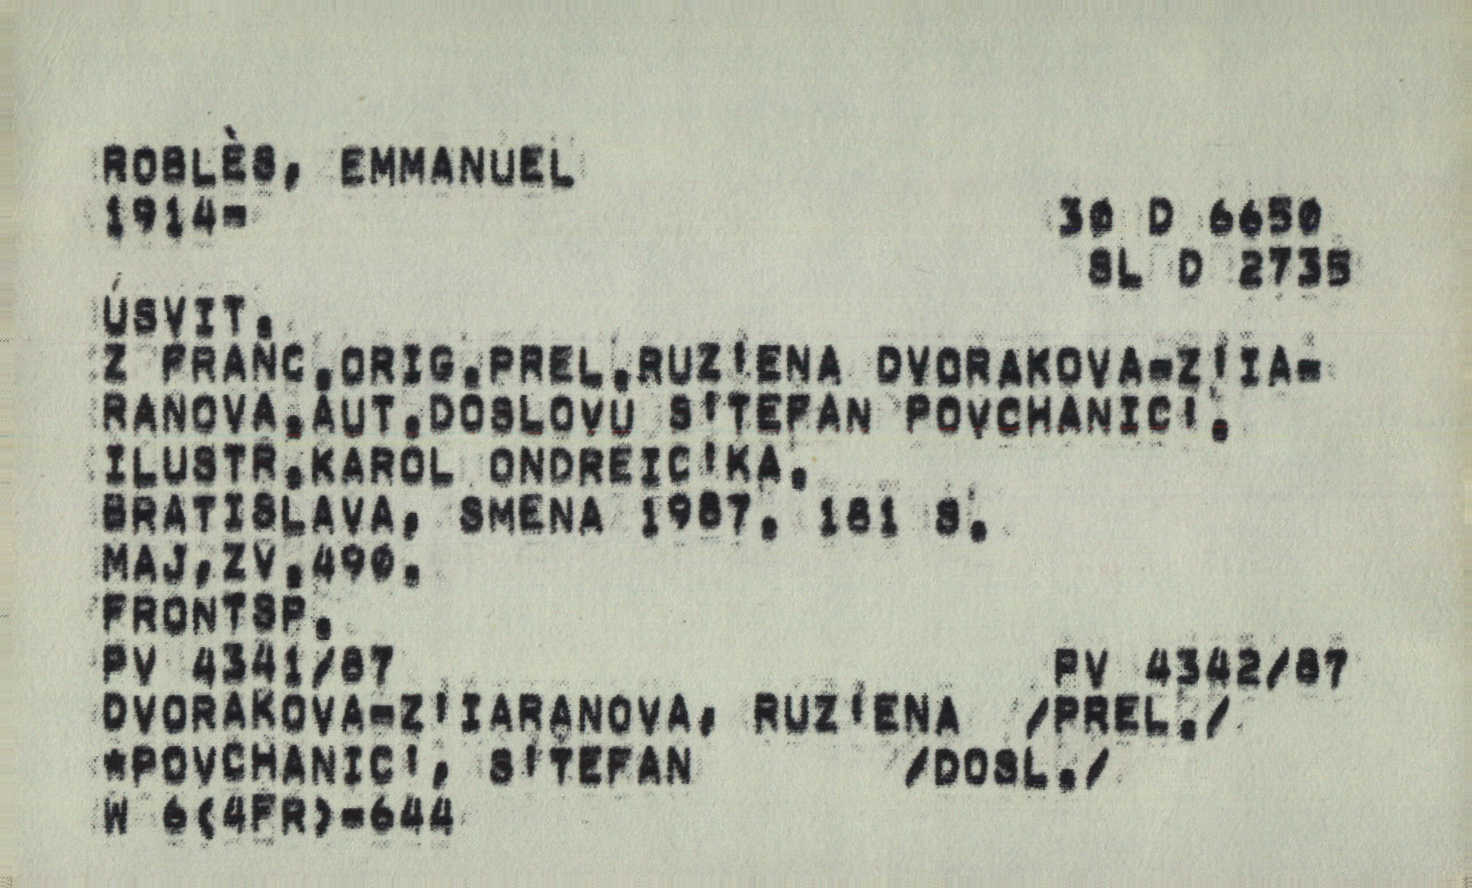 ROBLÈS, EMMANUEL
1914-
30 D 6650
SL D 2735
ÚSVIT.
Z FRANC.ORIG.PREL.RUZ'ENA DVORAKOVA-Z'IA-
RANOVA.AUT.DOSLOVU S'TEFAN POVCHANIC'.
ILUSTR.KAROL ONDREIC'KA.
BRATISLAVA, SMENA 1987. 181 S.
MAJ,ZV.490.
FRONTSP.
PV 4341/87 PV 4342/87
DVORAKOVA-Z'IARANOVA, RUZ'ENA /PREL./
*POVCHANIC', S'TEFAN /DOSL./
W 6(4FR)-644